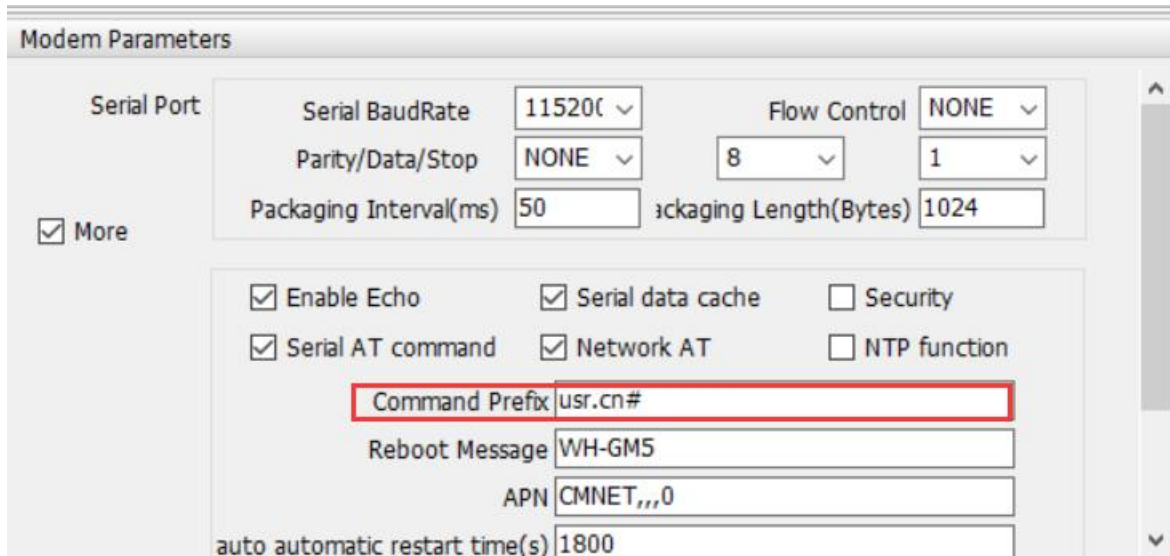 Modem Parameters
Serial Port
Serial BaudRate 11520( Flow Control NONE
Parity/Data/Stop NONE 8 1
Packaging Interval(ms) 50 ackaging Length(Bytes) 1024
More
Enable Echo Serial data cache Security
Serial AT command Network AT NTP function
Command Prefix usr.cn#
Reboot Message WH-GM5
APN CMNET,,,0
auto automatic restart time(s) 1800